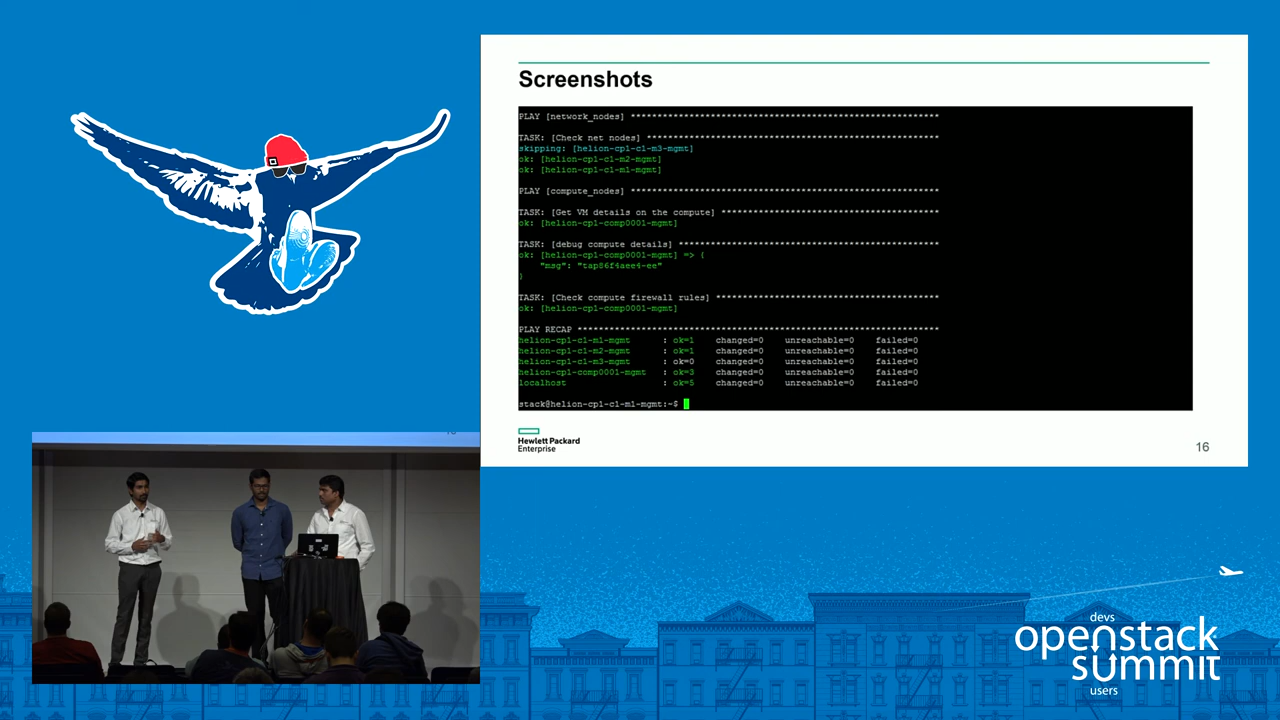 Screenshots
PLAY [network_nodes] **********************************************************
TASK: [Check net nodes] *******************************************************
skipping: [helion-cp1-c1-m3-mgmt]
ok: [helion-cp1-c1-m2-mgmt]
ok: [helion-cp1-c1-m1-mgmt]
PLAY [compute_nodes] **********************************************************
TASK: [Get VM details on the compute] *****************************************
ok: [helion-cp1-comp0001-mgmt]
TASK: [debug compute details] *************************************************
ok: [helion-cp1-comp0001-mgmt] => {
"msg": "tap86f4aee4-ee"
}
TASK: [Check compute firewall rules] ******************************************
ok: [helion-cp1-comp0001-mgmt]
PLAY RECAP ********************************************************************
helion-cp1-c1-m1-mgmt : ok=1 changed=0 unreachable=0 failed=0
helion-cp1-c1-m2-mgmt : ok=1 changed=0 unreachable=0 failed=0
helion-cp1-c1-m3-mgmt : ok=0 changed=0 unreachable=0 failed=0
helion-cp1-comp0001-mgmt : ok=3 changed=0 unreachable=0 failed=0
localhost : ok=5 changed=0 unreachable=0 failed=0
stack@helion-cp1-c1-m1-mgmt:~$
Hewlett Packard
Enterprise
16
devs
openstack
summit
users